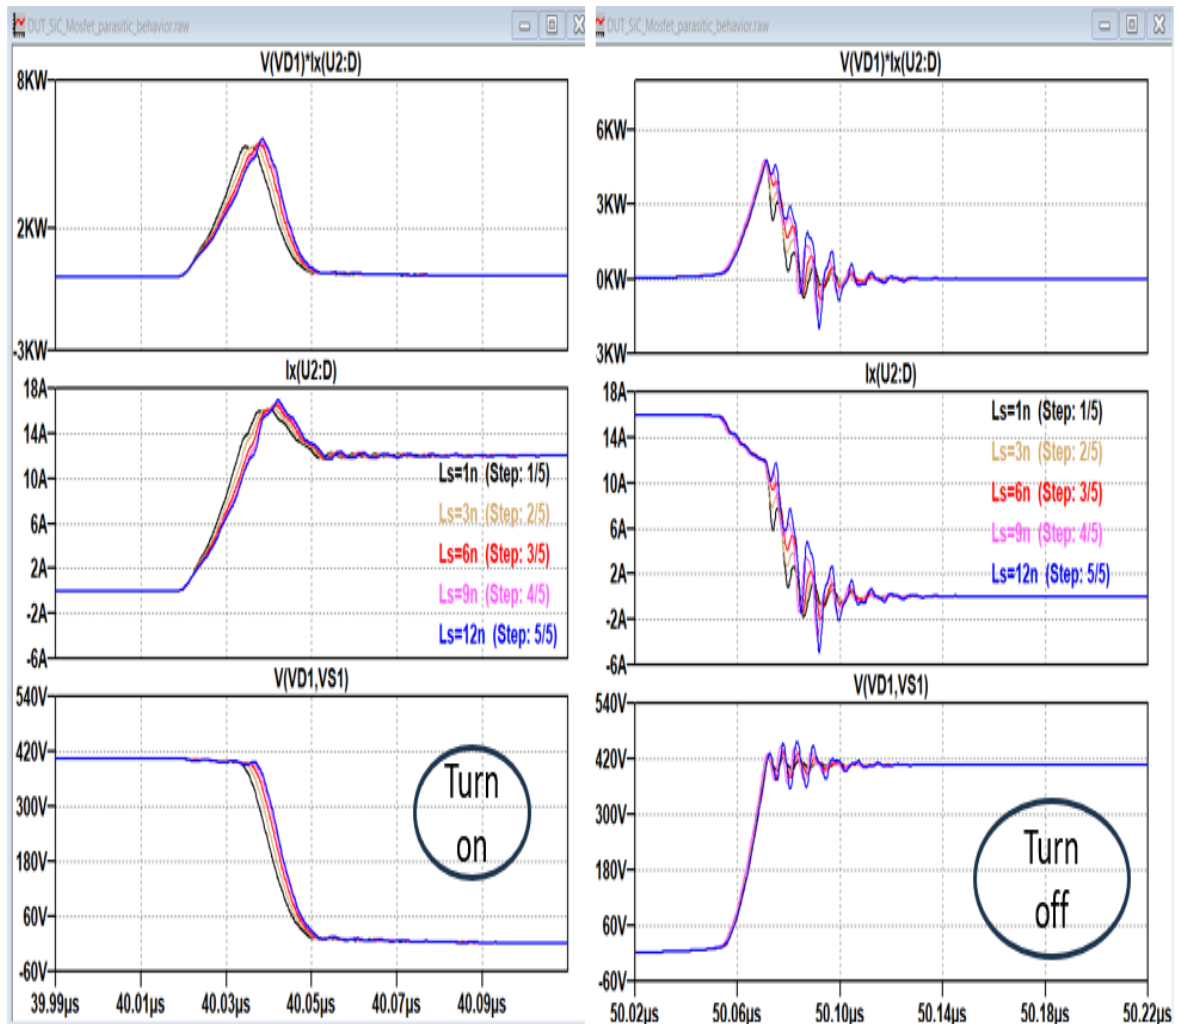 DUT_SiC_Mosfet_parasitic_behavior.raw
V(VD1)*Ix(U2:D)
8KW
2KW
-3KW
Ix(U2:D)
18A
14A
10A
6A
2A
-2A
-6A
Ls=1n (Step: 1/5)
Ls=3n (Step: 2/5)
Ls=6n (Step: 3/5)
Ls=9n (Step: 4/5)
Ls=12n (Step: 5/5)
V(VD1,VS1)
540V
420V
300V
180V
60V
-60V
Turn
on
39.99µs 40.01µs 40.03µs 40.05µs 40.07µs 40.09µs
DUT_SiC_Mosfet_parasitic_behavior.raw
V(VD1)*Ix(U2:D)
6KW
3KW
0KW
3KW
Ix(U2:D)
18A
14A
10A
6A
2A
-2A
-6A
Ls=1n (Step: 1/5)
Ls=3n (Step: 2/5)
Ls=6n (Step: 3/5)
Ls=9n (Step: 4/5)
Ls=12n (Step: 5/5)
V(VD1,VS1)
540V
420V
300V
180V
60V
-60V
Turn
off
50.02µs 50.06µs 50.10µs 50.14µs 50.18µs 50.22µs